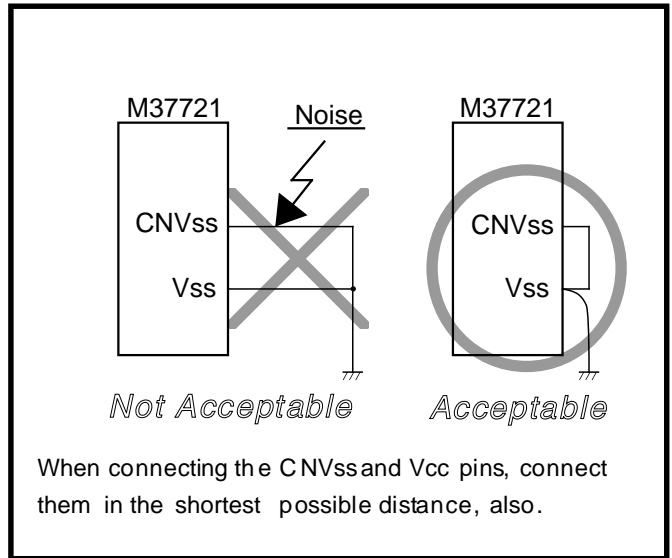 M37721
Noise
CNVss
Vss
Not Acceptable
M37721
CNVss
Vss
Acceptable
When connecting the CNVss and Vcc pins, connect
them in the shortest possible distance, also.